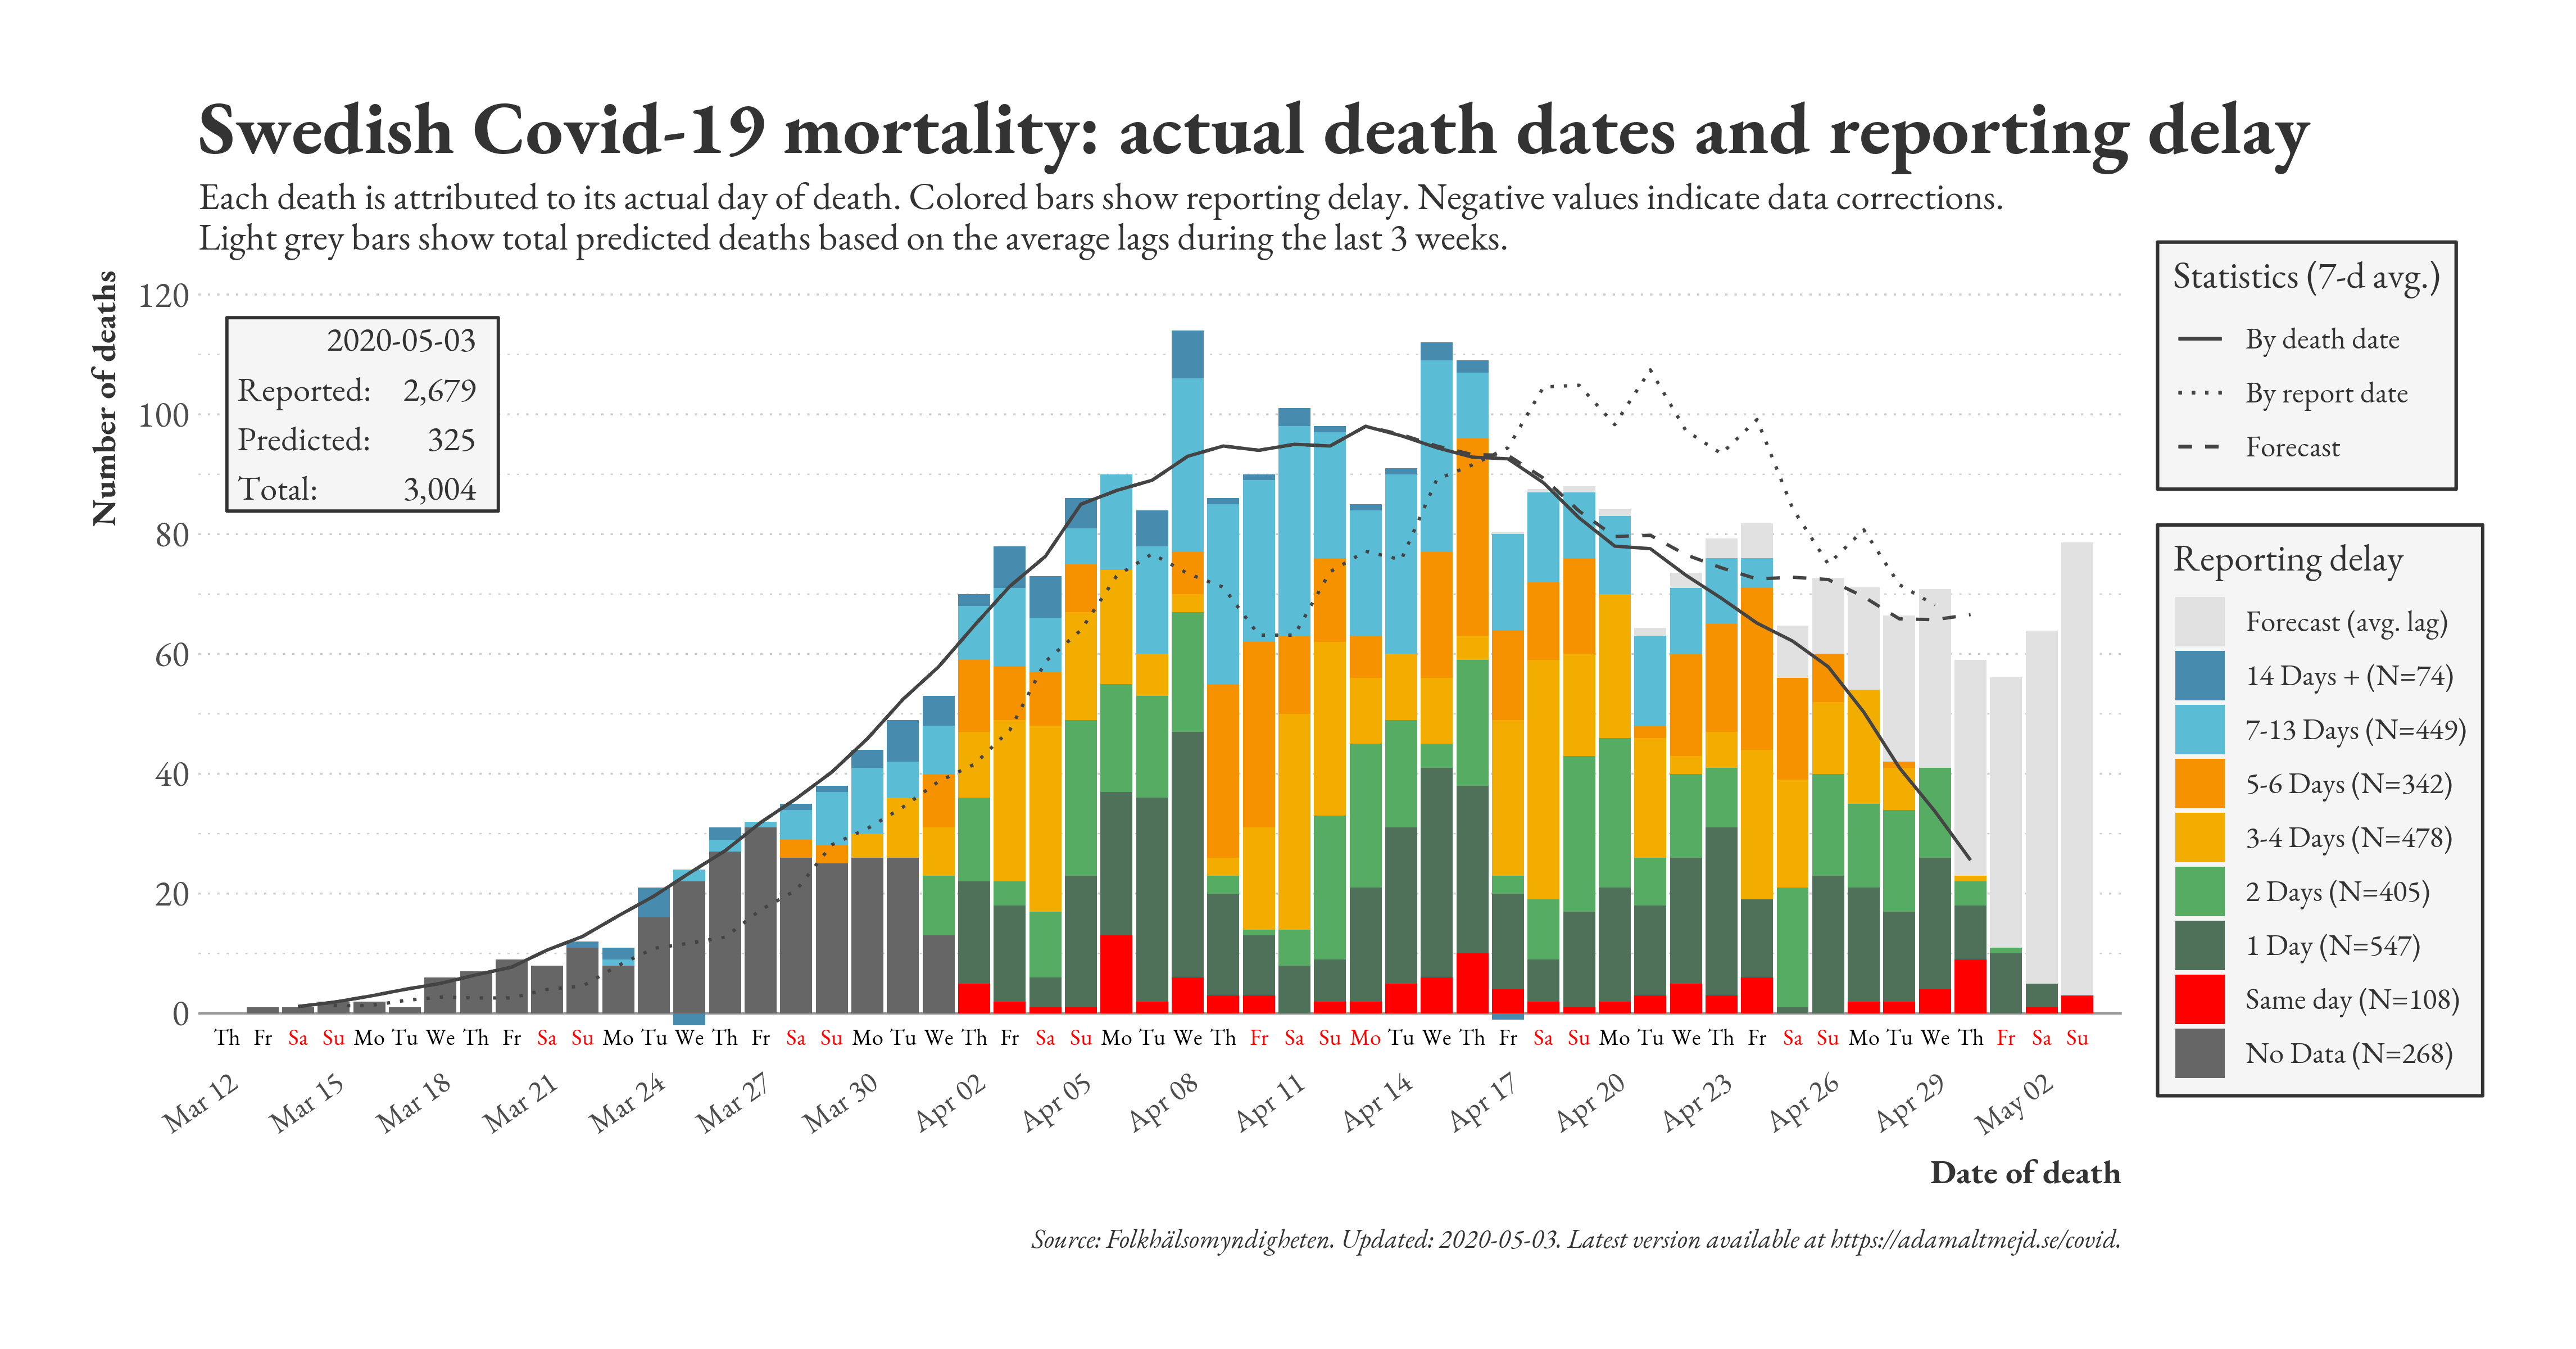 Swedish Covid-19 mortality: actual death dates and reporting delay
Each death is attributed to its actual day of death. Colored bars show reporting delay. Negative values indicate data corrections.
Light grey bars show total predicted deaths based on the average lags during the last 3 weeks.
Number of deaths
120
100
80
60
40
20
0
2020-05-03
Reported: 2,679
Predicted: 325
Total: 3,004
Statistics (7-d avg.)
By death date
By report date
Forecast
Reporting delay
Forecast (avg. lag)
14 Days + (N=74)
7-13 Days (N=449)
5-6 Days (N=342)
3-4 Days (N=478)
2 Days (N=405)
1 Day (N=547)
Same day (N=108)
No Data (N=268)
Th Fr Sa Su Mo Tu We Th Fr Sa Su Mo Tu We Th Fr Sa Su Mo Tu We Th Fr Sa Su Mo Tu We Th Fr Sa Su Mo Tu We Th Fr Sa Su Mo Tu We Th Fr Sa Su Mo Tu We Th Fr Sa Su
Mar 12 Mar 15 Mar 18 Mar 21 Mar 24 Mar 27 Mar 30 Apr 02 Apr 05 Apr 08 Apr 11 Apr 14 Apr 17 Apr 20 Apr 23 Apr 26 Apr 29 May 02
Date of death
Source: Folkhälsomyndigheten. Updated: 2020-05-03. Latest version available at https://adamaltmejd.se/covid.